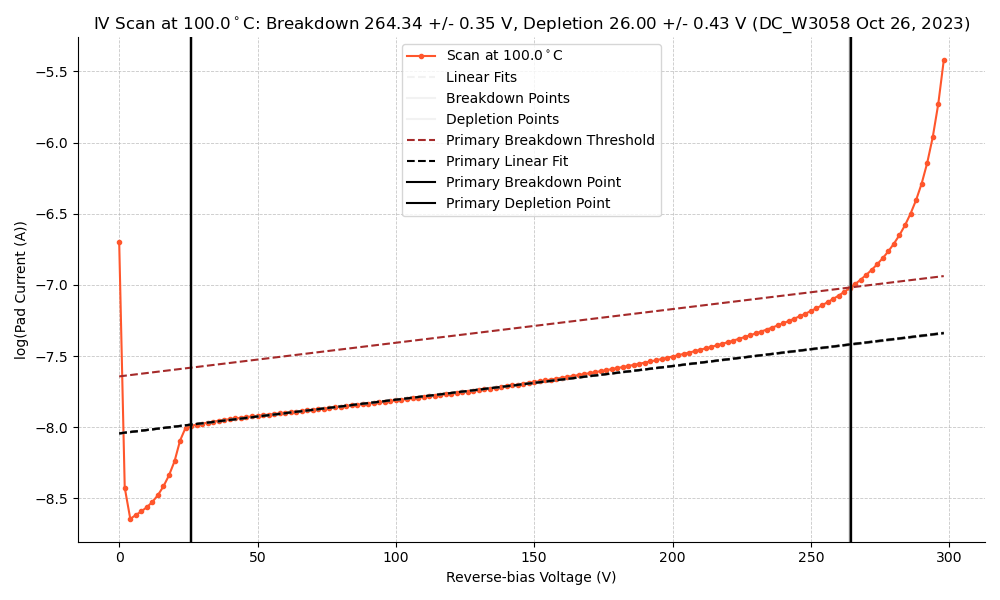 IV Scan at 100.0°C: Breakdown 264.34 +/- 0.35 V, Depletion 26.00 +/- 0.43 V (DC_W3058 Oct 26, 2023)
Scan at 100.0°C
Linear Fits
Breakdown Points
Depletion Points
Primary Breakdown Threshold
Primary Linear Fit
Primary Breakdown Point
Primary Depletion Point
log(Pad Current (A))
−5.5
−6.0
−6.5
−7.0
−7.5
−8.0
−8.5
0 50 100 150 200 250 300
Reverse-bias Voltage (V)